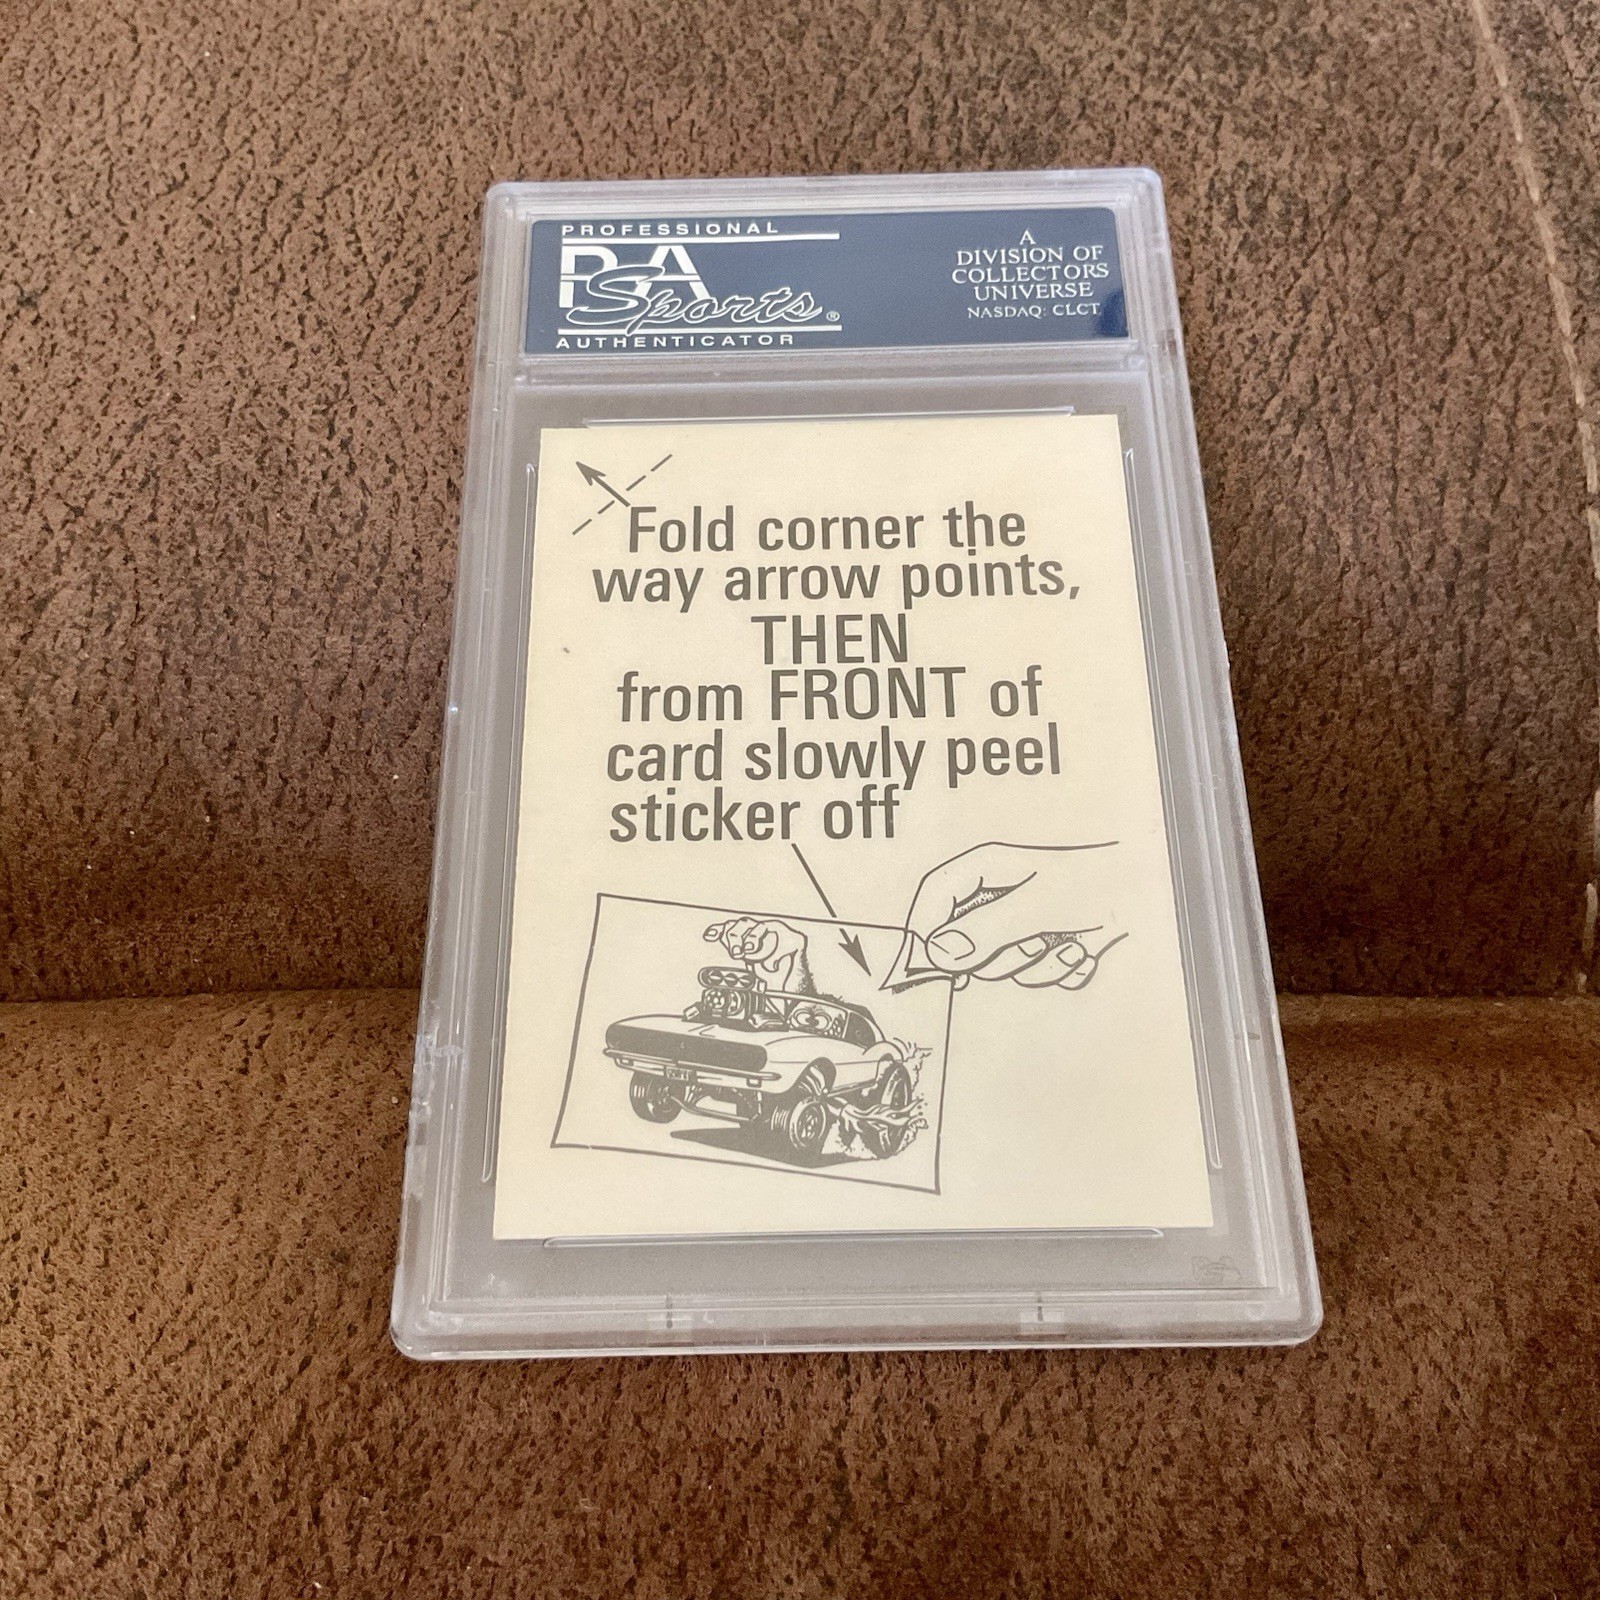 PROFESSIONAL
PSA
Sports®
AUTHENTICATOR
A
DIVISION OF
COLLECTORS
UNIVERSE
NASDAQ: CLCT
Fold corner the
way arrow points,
THEN
from FRONT of
card slowly peel
sticker off